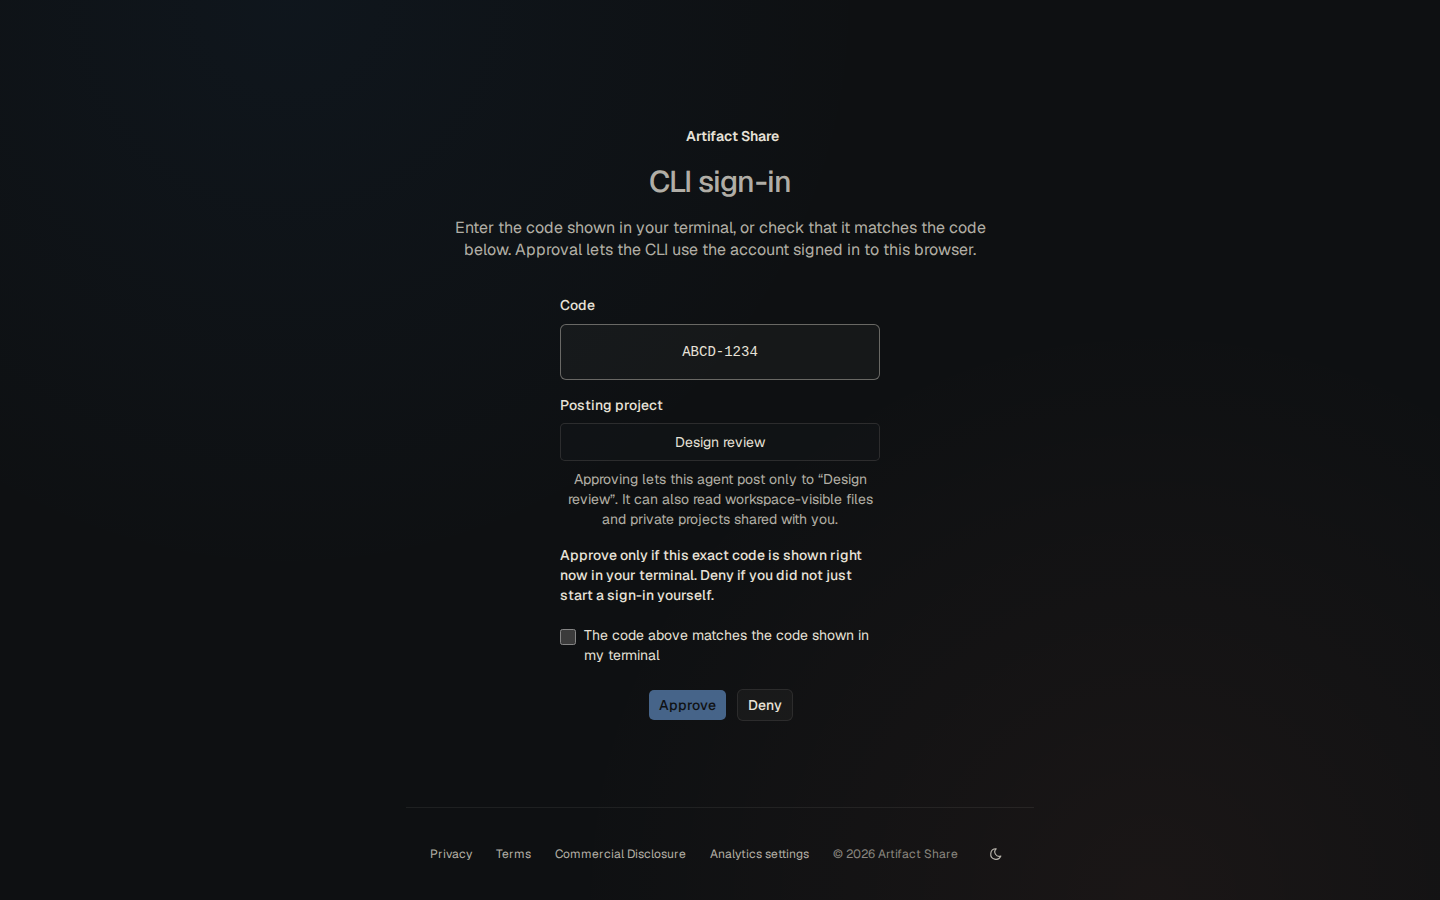 Artifact Share
CLI sign-in
Enter the code shown in your terminal, or check that it matches the code
below. Approval lets the CLI use the account signed in to this browser.
Code
ABCD-1234
Posting project
Design review
Approving lets this agent post only to “Design
review”. It can also read workspace-visible files
and private projects shared with you.
Approve only if this exact code is shown right
now in your terminal. Deny if you did not just
start a sign-in yourself.
The code above matches the code shown in
my terminal
Approve Deny
Privacy Terms Commercial Disclosure Analytics settings © 2026 Artifact Share